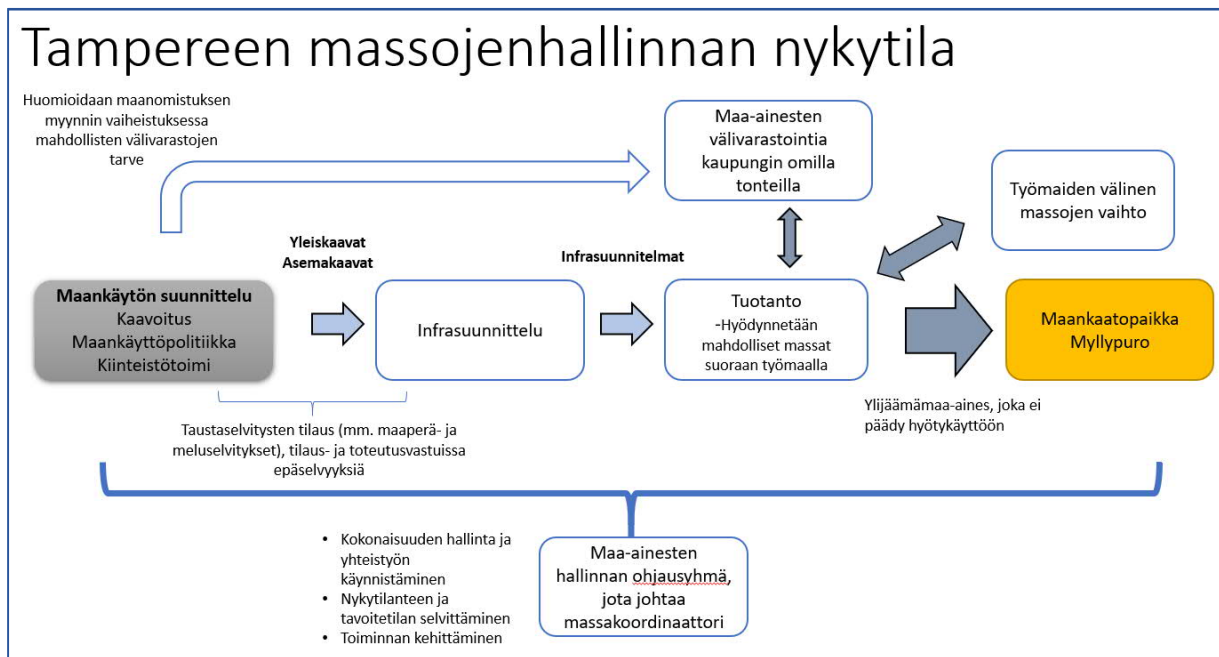 Tampereen massojenhallinnan nykytila
Huomioidaan maanomistuksen
myynnin vaiheistuksessa
mahdollisten välivarastojen
tarve
Maa-ainesten
välivarastointia
kaupungin omilla
tonteilla
Työmaiden välinen
massojen vaihto
Yleiskaavat
Asemakaavat
Infrasuunnitelmat
Maankäytön suunnittelu
Kaavoitus
Maankäyttöpolitiikka
Kiinteistötoimi
Infrasuunnittelu
Tuotanto
-Hyödynnetään
mahdolliset massat
suoraan työmaalla
Maankaatopaikka
Myllypuro
Ylijäämämaa-aines, joka ei
päädy hyötykäyttöön
Taustaselvitysten tilaus (mm. maaperä- ja
meluselvitykset), tilaus- ja toteutusvastuissa
epäselvyyksiä
• Kokonaisuuden hallinta ja
yhteistyön
käynnistäminen
• Nykytilanteen ja
tavoitetilan selvittäminen
• Toiminnan kehittäminen
Maa-ainesten
hallinnan ohjausyhmä,
jota johtaa
massakoordinaattori